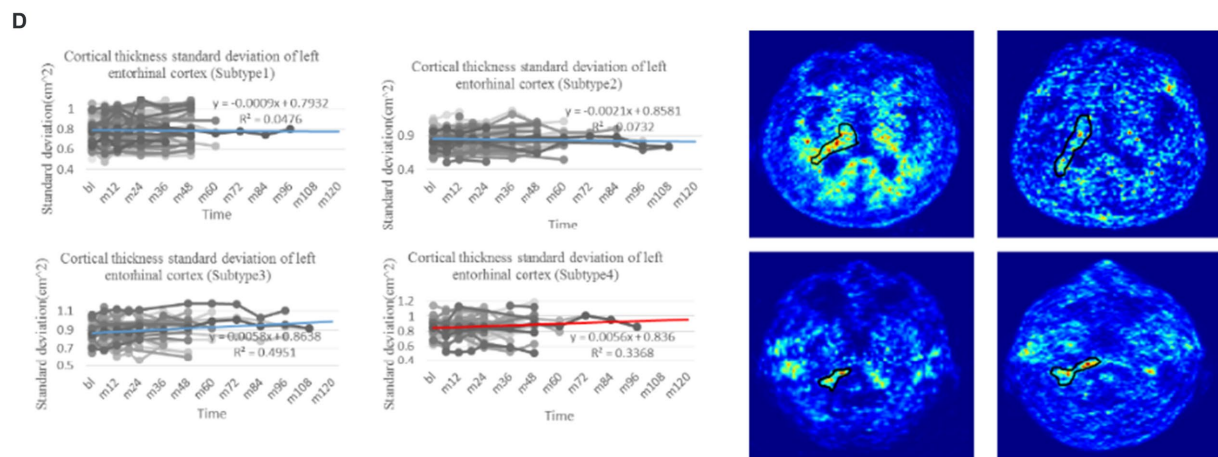 D
Cortical thickness standard deviation of left
entorhinal cortex (Subtype1)
Standard deviation(cm^2)
1
0.8
0.6
0.4
y = -0.0009x + 0.7932
R² = 0.0476
bl
m12
m24
m36
m48
m60
m72
m84
m96
m108
m120
Time
Cortical thickness standard deviation of left
entorhinal cortex (Subtype2)
Standard deviation(cm^2)
0.9
0.4
y = -0.0021x + 0.8581
R² = 0.0732
bl
m12
m24
m36
m48
m60
m72
m84
m96
m108
m120
Time
Cortical thickness standard deviation of left
entorhinal cortex (Subtype3)
Standard deviation(cm^2)
1.1
0.9
0.7
0.5
y = 0.0058x + 0.8638
R² = 0.4951
bl
m12
m24
m36
m48
m60
m72
m84
m96
m108
m120
Time
Cortical thickness standard deviation of left
entorhinal cortex (Subtype4)
Standard deviation(cm^2)
1.2
1
0.8
0.6
0.4
y = 0.0056x + 0.836
R² = 0.3368
bl
m12
m24
m36
m48
m60
m72
m84
m96
m108
m120
Time